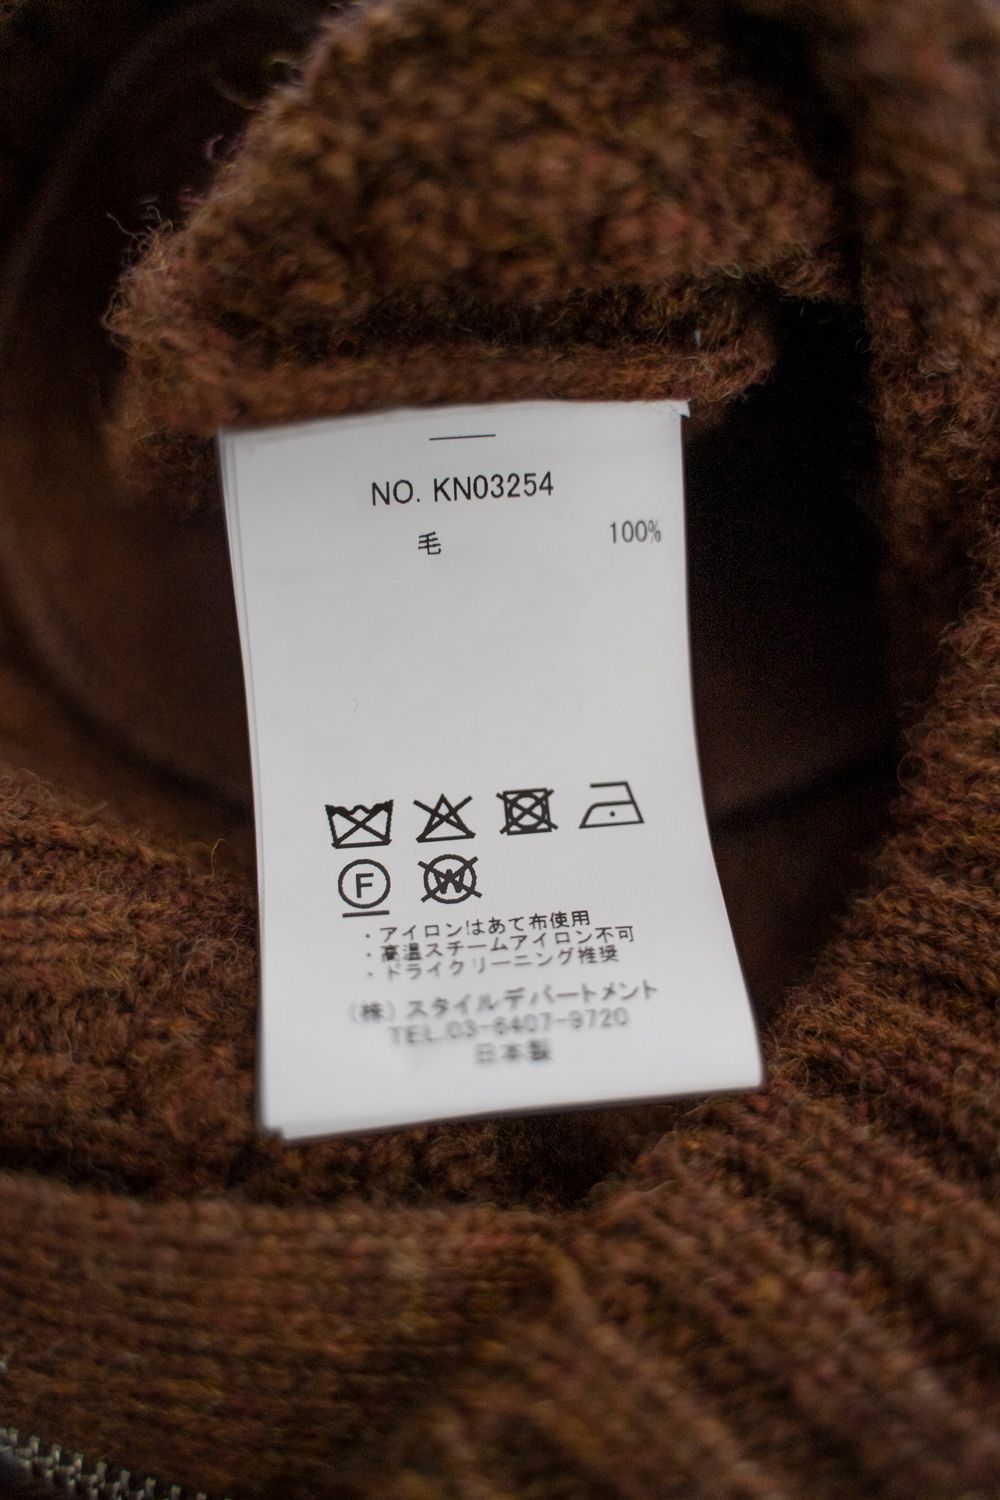 NO. KN03254
毛 100%
F W
・アイロンはあて布使用
・高温スチームアイロン不可
・ドライクリーニング推奨
(株) スタイルデパートメント
TEL.03-6407-9720
日本製